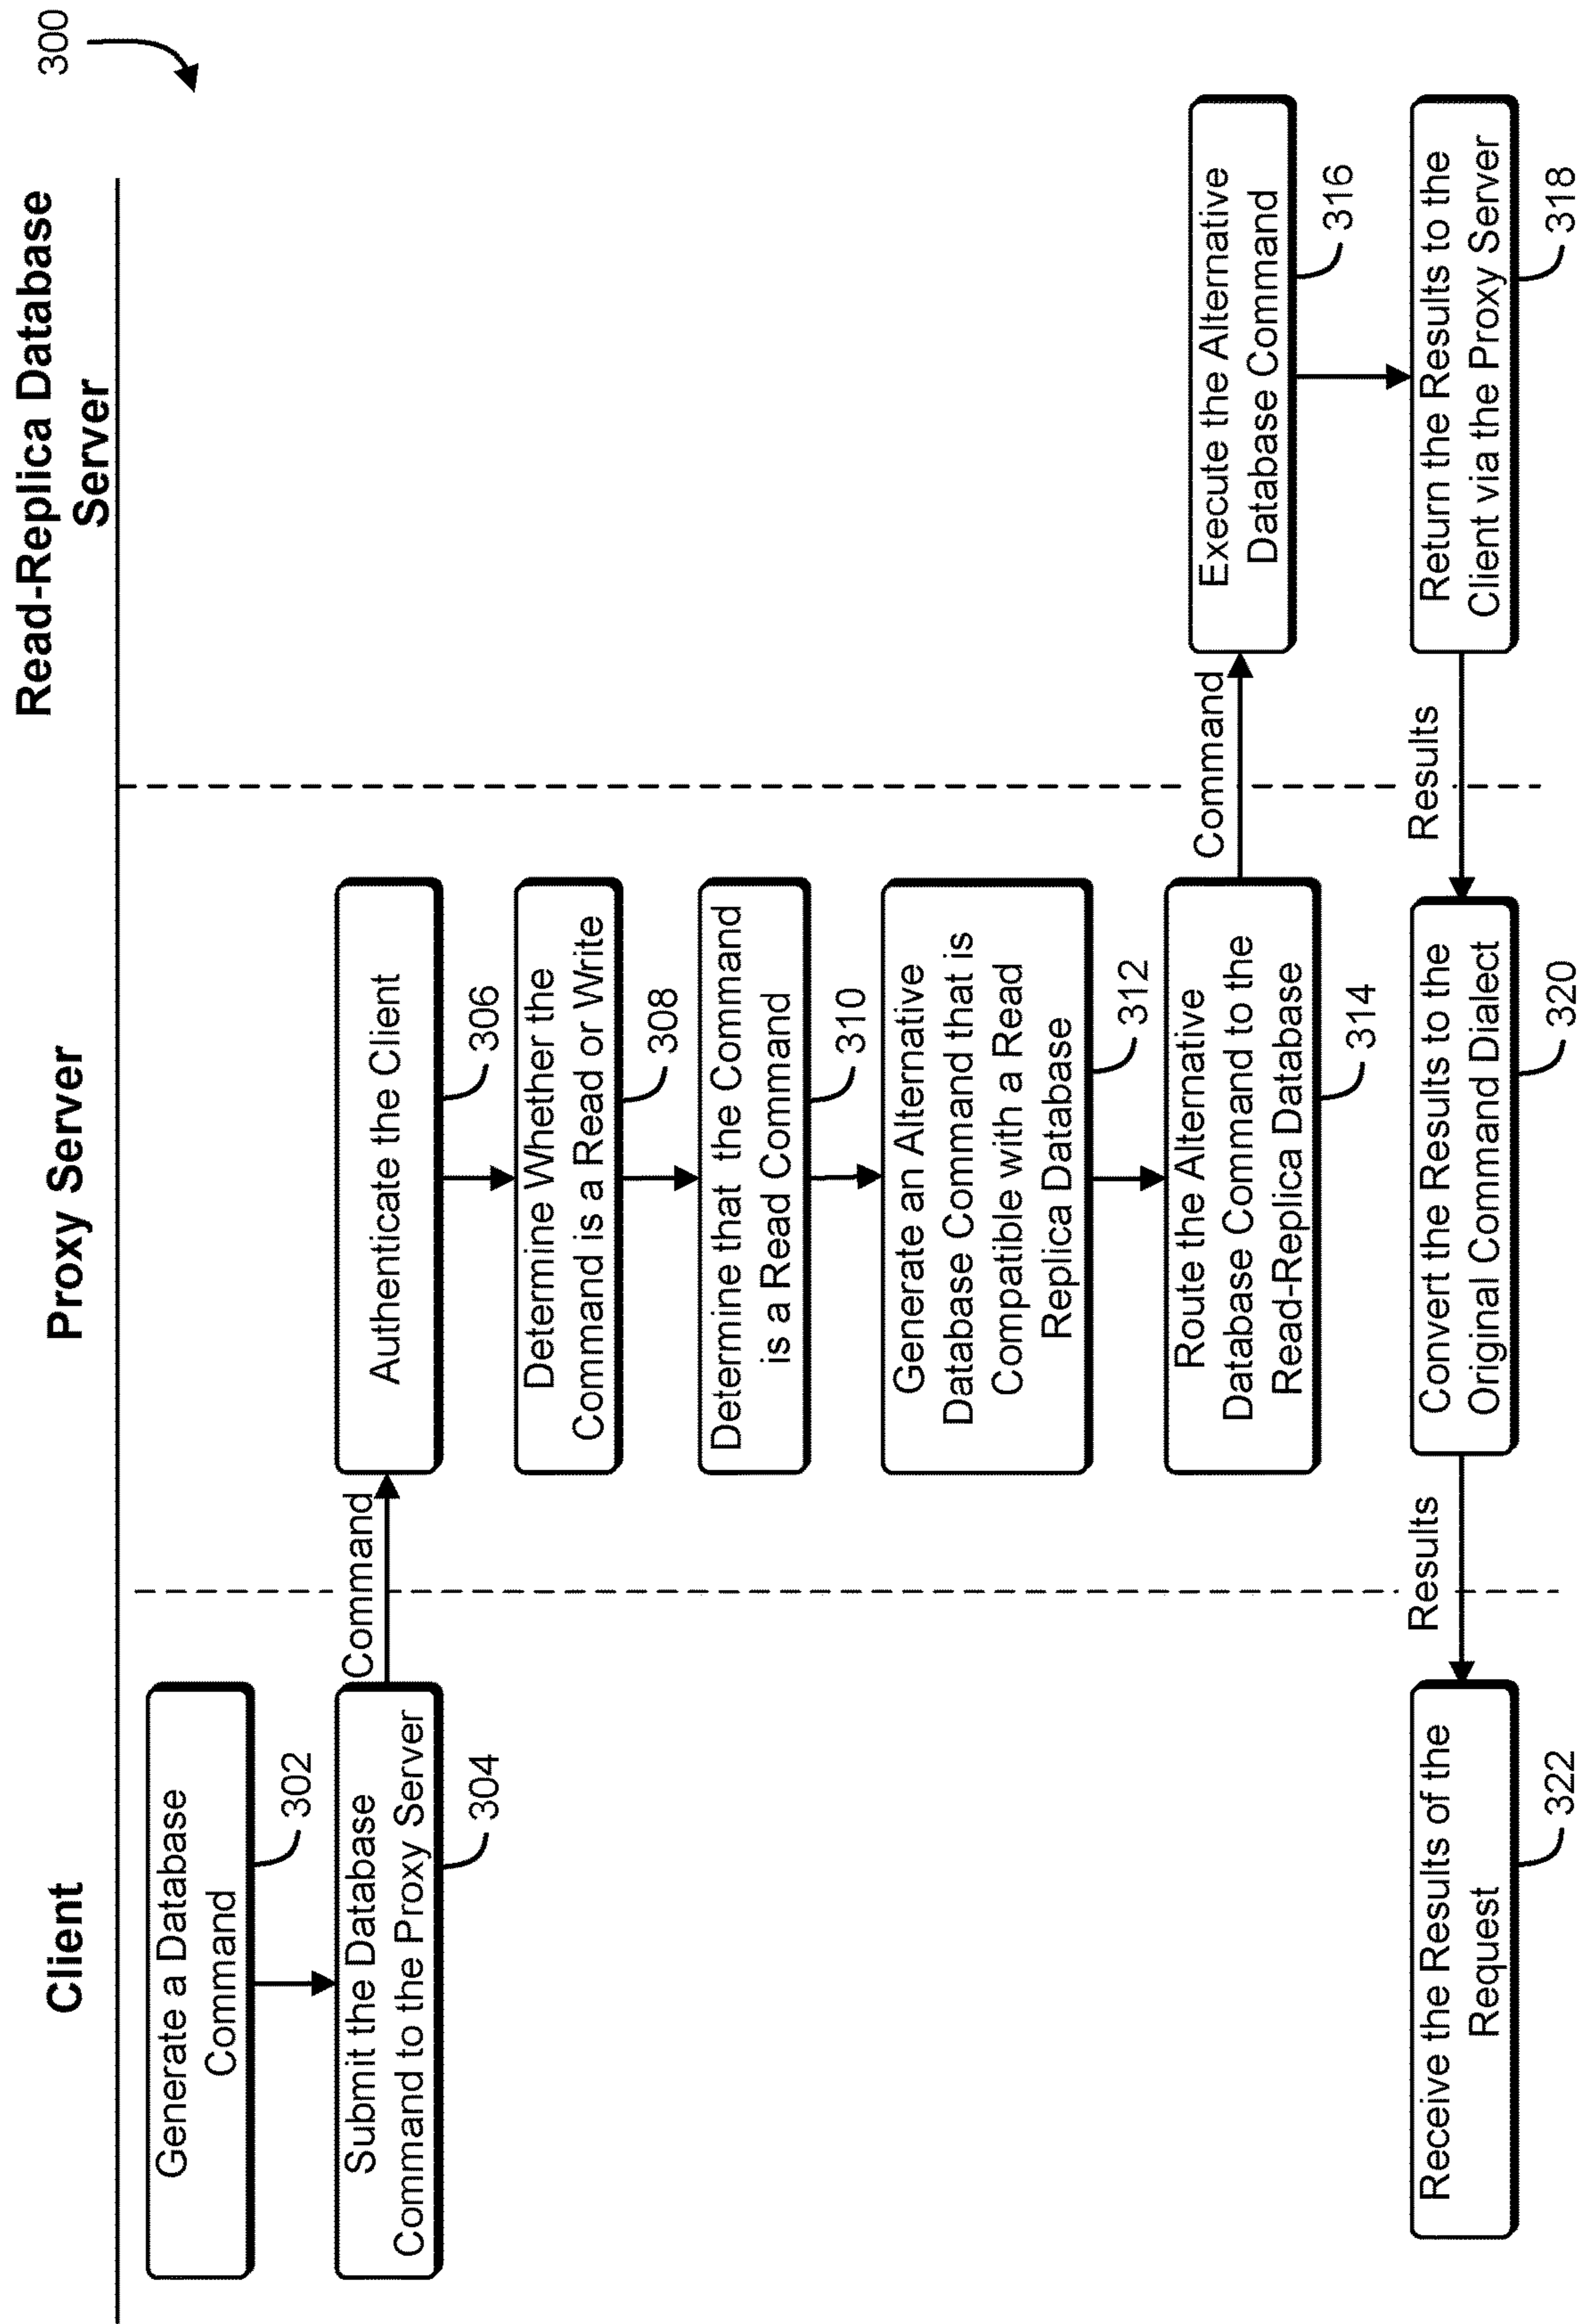 300
Client
Proxy Server
Read-Replica Database
Server
Generate a Database
Command
302
Submit the Database
Command to the Proxy Server
304
Command
Authenticate the Client
306
Determine Whether the
Command is a Read or Write
308
Determine that the Command
is a Read Command
310
Generate an Alternative
Database Command that is
Compatible with a Read
Replica Database
312
Route the Alternative
Database Command to the
Read-Replica Database
314
Command
Execute the Alternative
Database Command
316
Return the Results to the
Client via the Proxy Server
318
Results
Convert the Results to the
Original Command Dialect
320
Results
Receive the Results of the
Request
322